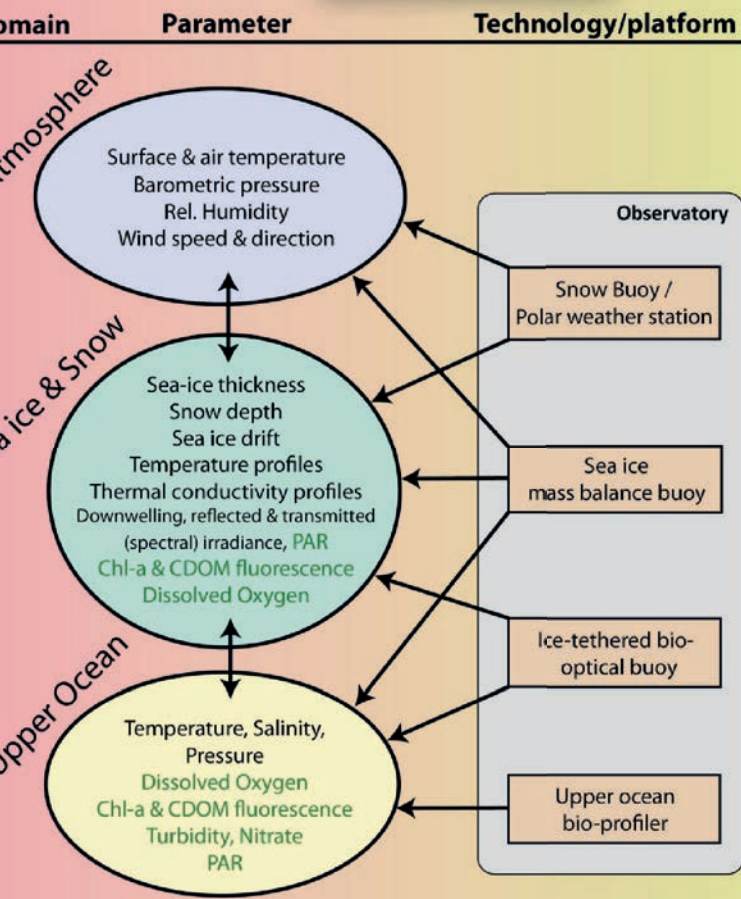 omain Parameter Technology/platform
tmosphere
Surface & air temperature
Barometric pressure
Rel. Humidity
Wind speed & direction
a ice & Snow
Sea-ice thickness
Snow depth
Sea ice drift
Temperature profiles
Thermal conductivity profiles
Downwelling, reflected & transmitted
(spectral) irradiance, PAR
Chl-a & CDOM fluorescence
Dissolved Oxygen
Upper Ocean
Temperature, Salinity,
Pressure
Dissolved Oxygen
Chl-a & CDOM fluorescence
Turbidity, Nitrate
PAR
Observatory
Snow Buoy /
Polar weather station
Sea ice
mass balance buoy
Ice-tethered bio-
optical buoy
Upper ocean
bio-profiler